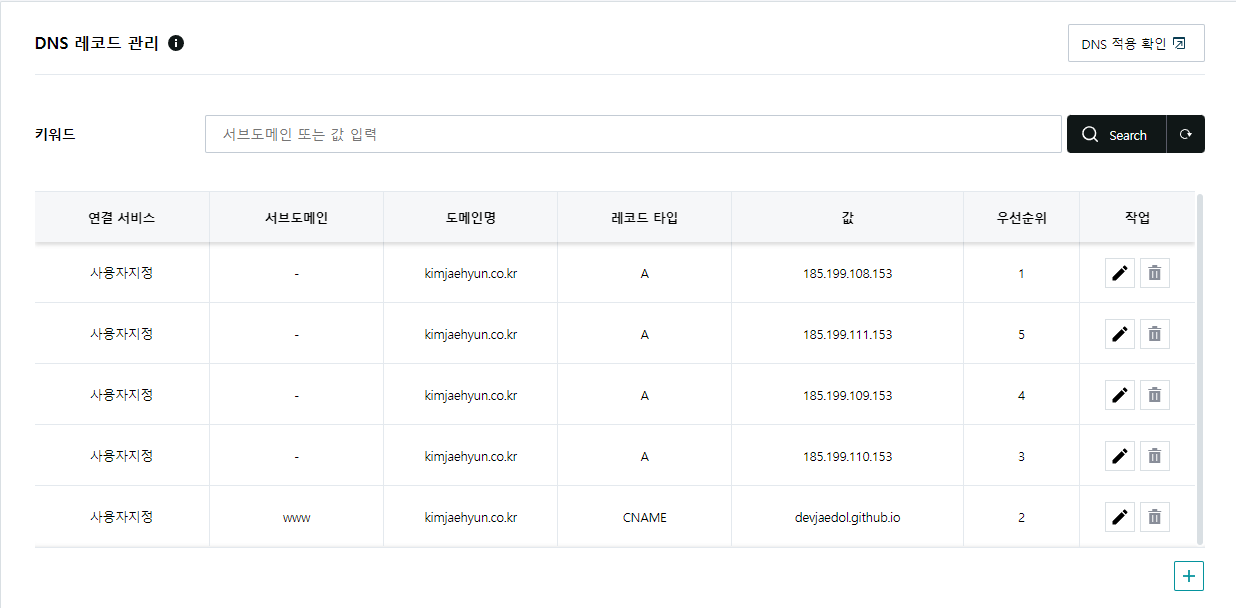 DNS 레코드 관리
DNS 적용 확인
키워드
서브도메인 또는 값 입력
Search
연결 서비스 서브도메인 도메인명 레코드 타입 값 우선순위 작업
사용자지정 - kimjaehyun.co.kr A 185.199.108.153 1
사용자지정 - kimjaehyun.co.kr A 185.199.111.153 5
사용자지정 - kimjaehyun.co.kr A 185.199.109.153 4
사용자지정 - kimjaehyun.co.kr A 185.199.110.153 3
사용자지정 www kimjaehyun.co.kr CNAME devjaedol.github.io 2